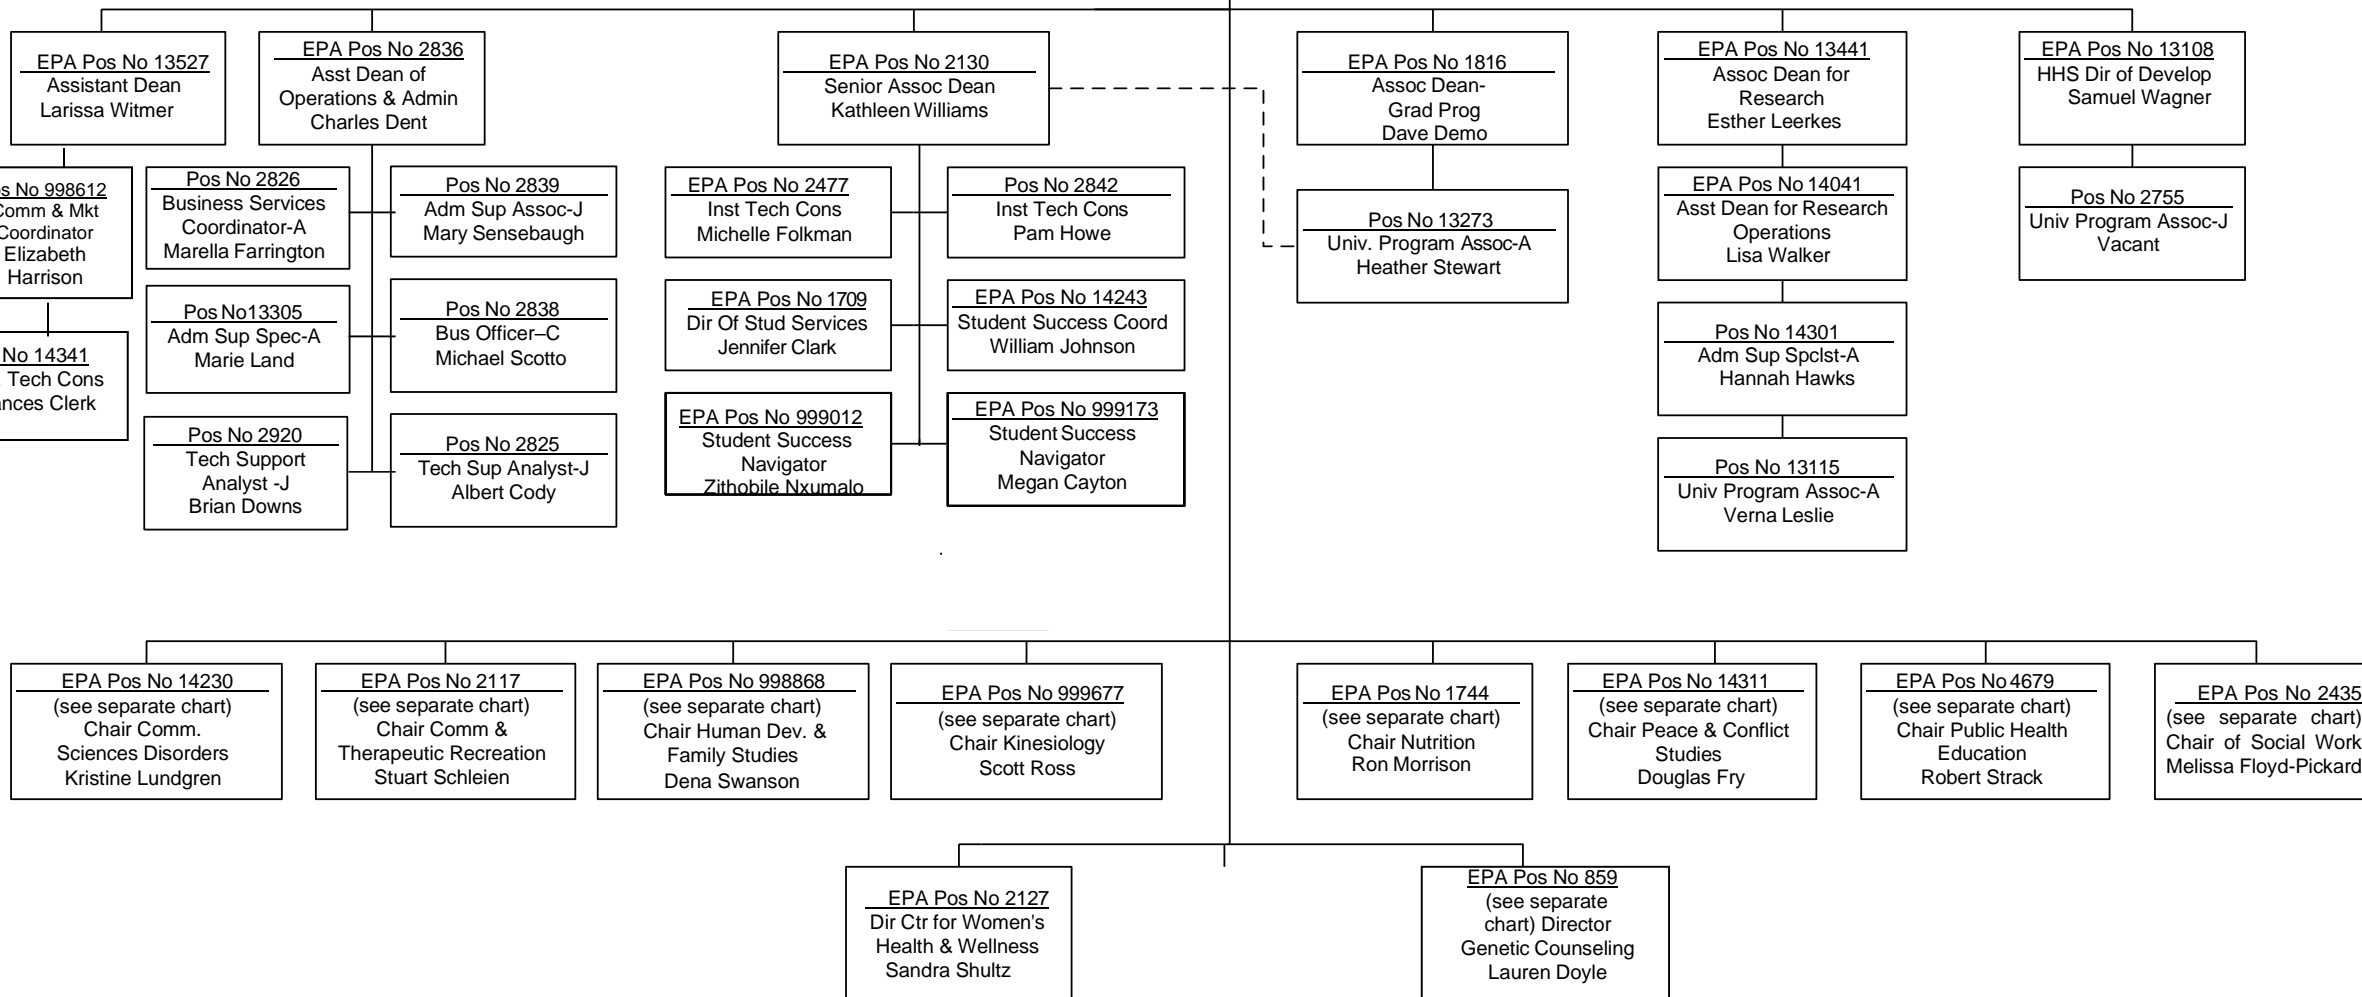 EPA Pos No 13527
Assistant Dean
Larissa Witmer
EPA Pos No 2836
Asst Dean of
Operations & Admin
Charles Dent
EPA Pos No 2130
Senior Assoc Dean
Kathleen Williams
EPA Pos No 1816
Assoc Dean-
Grad Prog
Dave Demo
EPA Pos No 13441
Assoc Dean for
Research
Esther Leerkes
EPA Pos No 13108
HHS Dir of Develop
Samuel Wagner
No 998612
Comm & Mkt
Coordinator
Elizabeth
Harrison
No 14341
Tech Cons
Clerk
Pos No 2826
Business Services
Coordinator-A
Marella Farrington
Pos No 2839
Adm Sup Assoc-J
Mary Sensebaugh
Pos No13305
Adm Sup Spec-A
Marie Land
Pos No 2838
Bus Officer–C
Michael Scotto
Pos No 2920
Tech Support
Analyst -J
Brian Downs
Pos No 2825
Tech Sup Analyst-J
Albert Cody
EPA Pos No 2477
Inst Tech Cons
Michelle Folkman
Pos No 2842
Inst Tech Cons
Pam Howe
EPA Pos No 1709
Dir Of Stud Services
Jennifer Clark
EPA Pos No 14243
Student Success Coord
William Johnson
EPA Pos No 999012
Student Success
Navigator
Zithobile Nxumalo
EPA Pos No 999173
Student Success
Navigator
Megan Cayton
Pos No 13273
Univ. Program Assoc-A
Heather Stewart
EPA Pos No 14041
Asst Dean for Research
Operations
Lisa Walker
Pos No 14301
Adm Sup Spclst-A
Hannah Hawks
Pos No 13115
Univ Program Assoc-A
Verna Leslie
Pos No 2755
Univ Program Assoc-J
Vacant
EPA Pos No 14230
(see separate chart)
Chair Comm.
Sciences Disorders
Kristine Lundgren
EPA Pos No 2117
(see separate chart)
Chair Comm &
Therapeutic Recreation
Stuart Schleien
EPA Pos No 998868
(see separate chart)
Chair Human Dev. &
Family Studies
Dena Swanson
EPA Pos No 999677
(see separate chart)
Chair Kinesiology
Scott Ross
EPA Pos No 1744
(see separate chart)
Chair Nutrition
Ron Morrison
EPA Pos No 14311
(see separate chart)
Chair Peace & Conflict
Studies
Douglas Fry
EPA Pos No 4679
(see separate chart)
Chair Public Health
Education
Robert Strack
EPA Pos No 2435
(see separate chart)
Chair of Social Work
Melissa Floyd-Pickard
EPA Pos No 2127
Dir Ctr for Women's
Health & Wellness
Sandra Shultz
EPA Pos No 859
(see separate
chart) Director
Genetic Counseling
Lauren Doyle